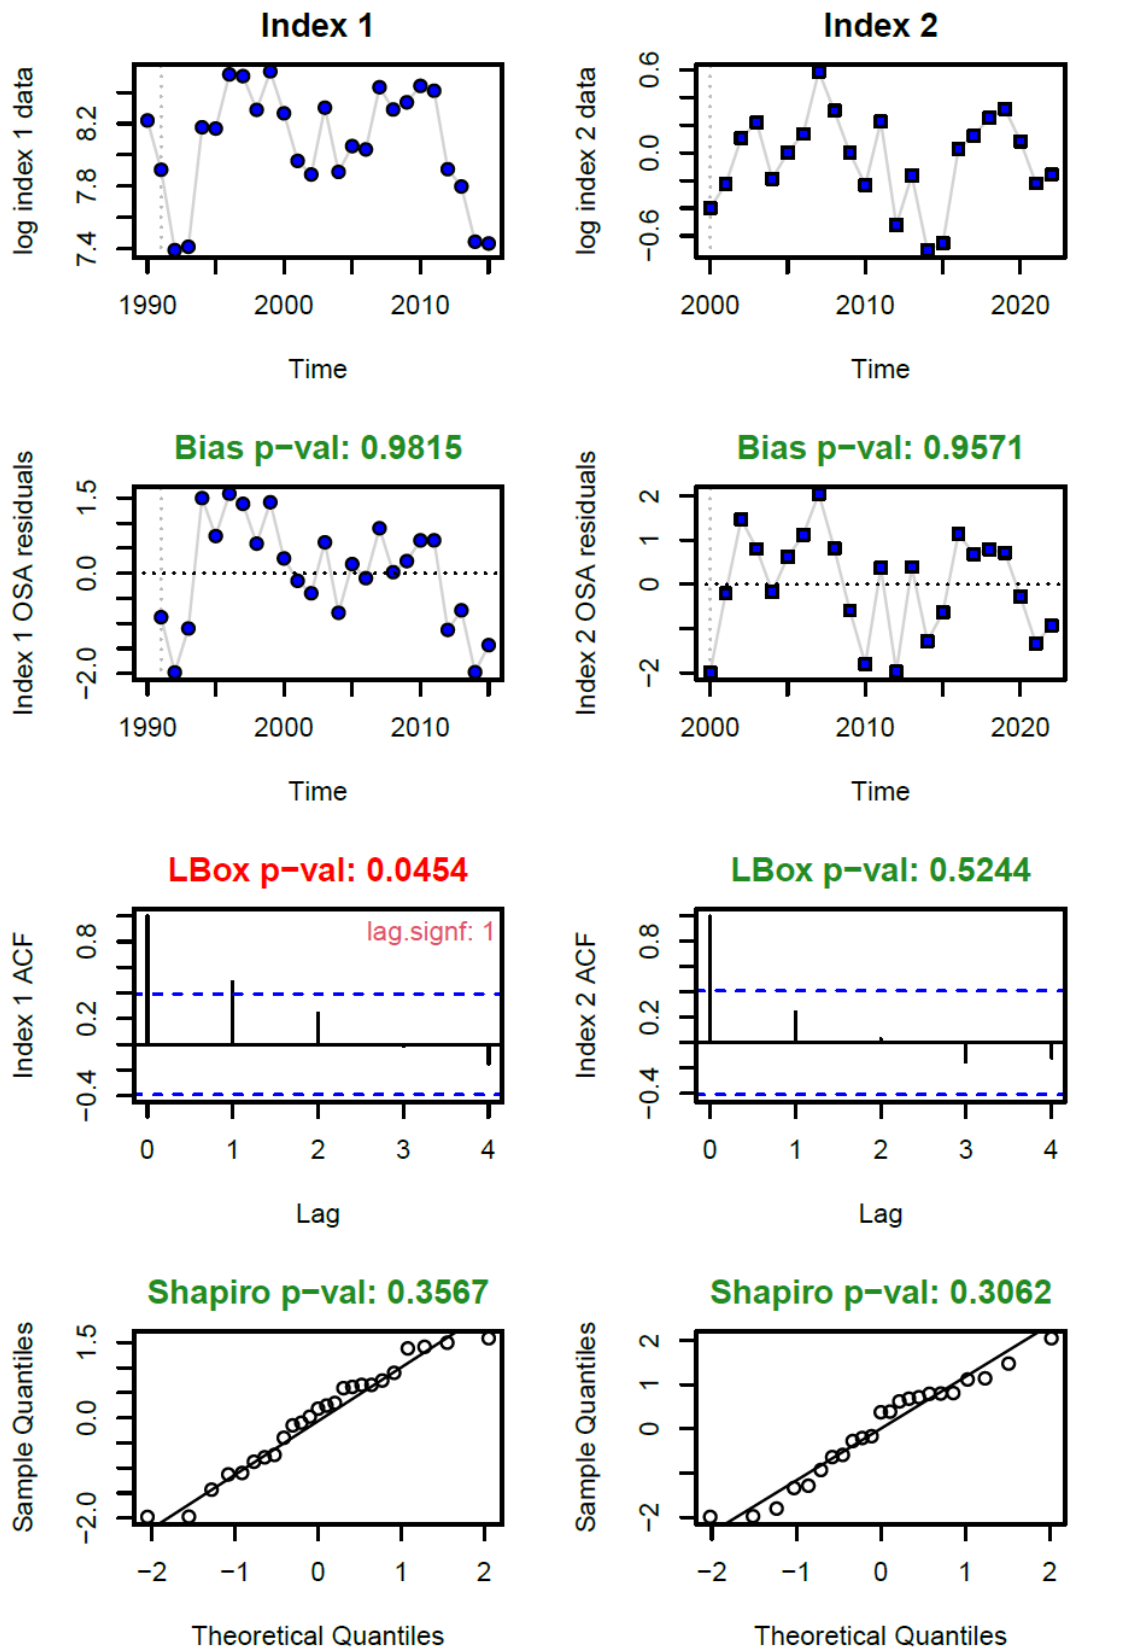 Index 1
Index 2
log index 1 data
8.2
7.8
7.4
1990
2000
2010
Time
log index 2 data
0.6
0.0
−0.6
2000
2010
2020
Time
Bias p−val: 0.9815
Bias p−val: 0.9571
Index 1 OSA residuals
1.5
0.0
−2.0
1990
2000
2010
Time
Index 2 OSA residuals
2
1
0
−2
2000
2010
2020
Time
LBox p−val: 0.0454
LBox p−val: 0.5244
Index 1 ACF
0.8
0.2
−0.4
lag.signf: 1
0
1
2
3
4
Lag
Index 2 ACF
0.8
0.2
−0.4
0
1
2
3
4
Lag
Shapiro p−val: 0.3567
Shapiro p−val: 0.3062
Sample Quantiles
1.5
0.0
−2.0
−2
−1
0
1
2
Theoretical Quantiles
Sample Quantiles
2
1
0
−2
−2
−1
0
1
2
Theoretical Quantiles